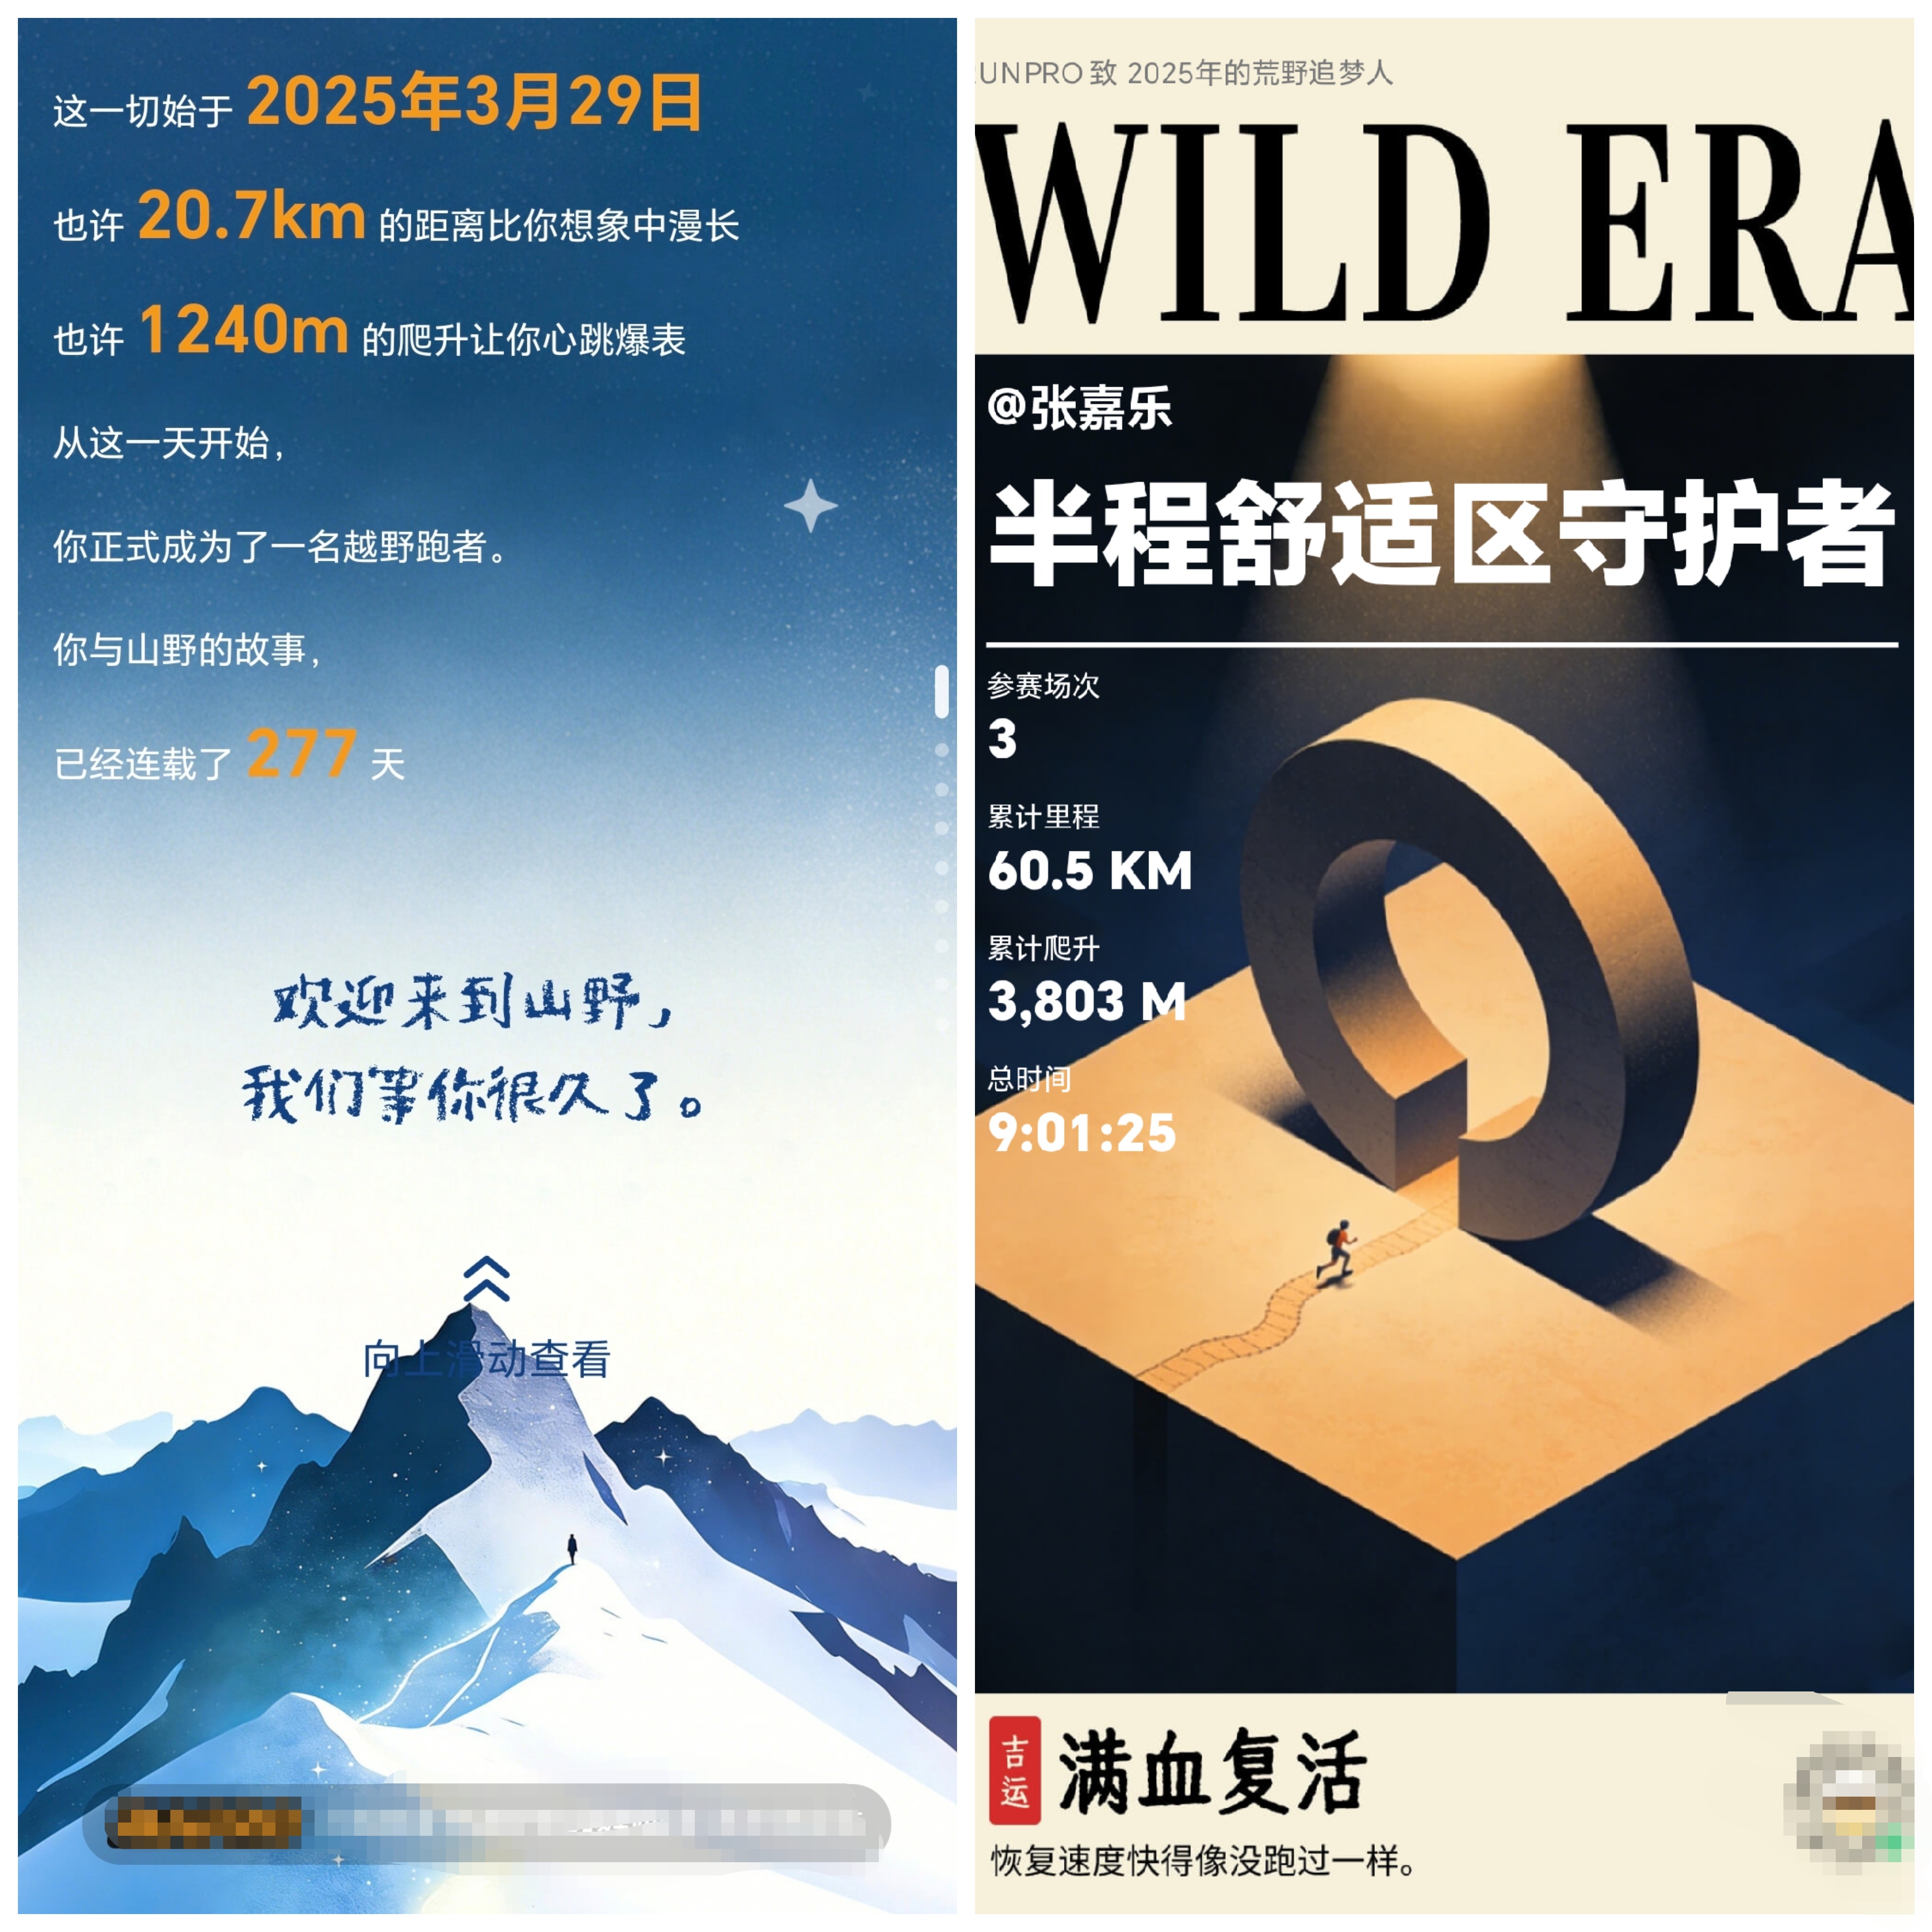 这一切始于 2025年3月29日
也许 20.7km 的距离比你想象中漫长
也许 1240m 的爬升让你心跳爆表
从这一天开始，
你正式成为了一名越野跑者。
你与山野的故事，
已经连载了 277 天
欢迎来到山野，
我们等你很久了。
向上滑动查看
UNPRO 致 2025年的荒野追梦人
WILD ERA
@张嘉乐
半程舒适区守护者
参赛场次
3
累计里程
60.5 KM
累计爬升
3,803 M
总时间
9:01:25
吉运
满血复活
恢复速度快得像没跑过一样。